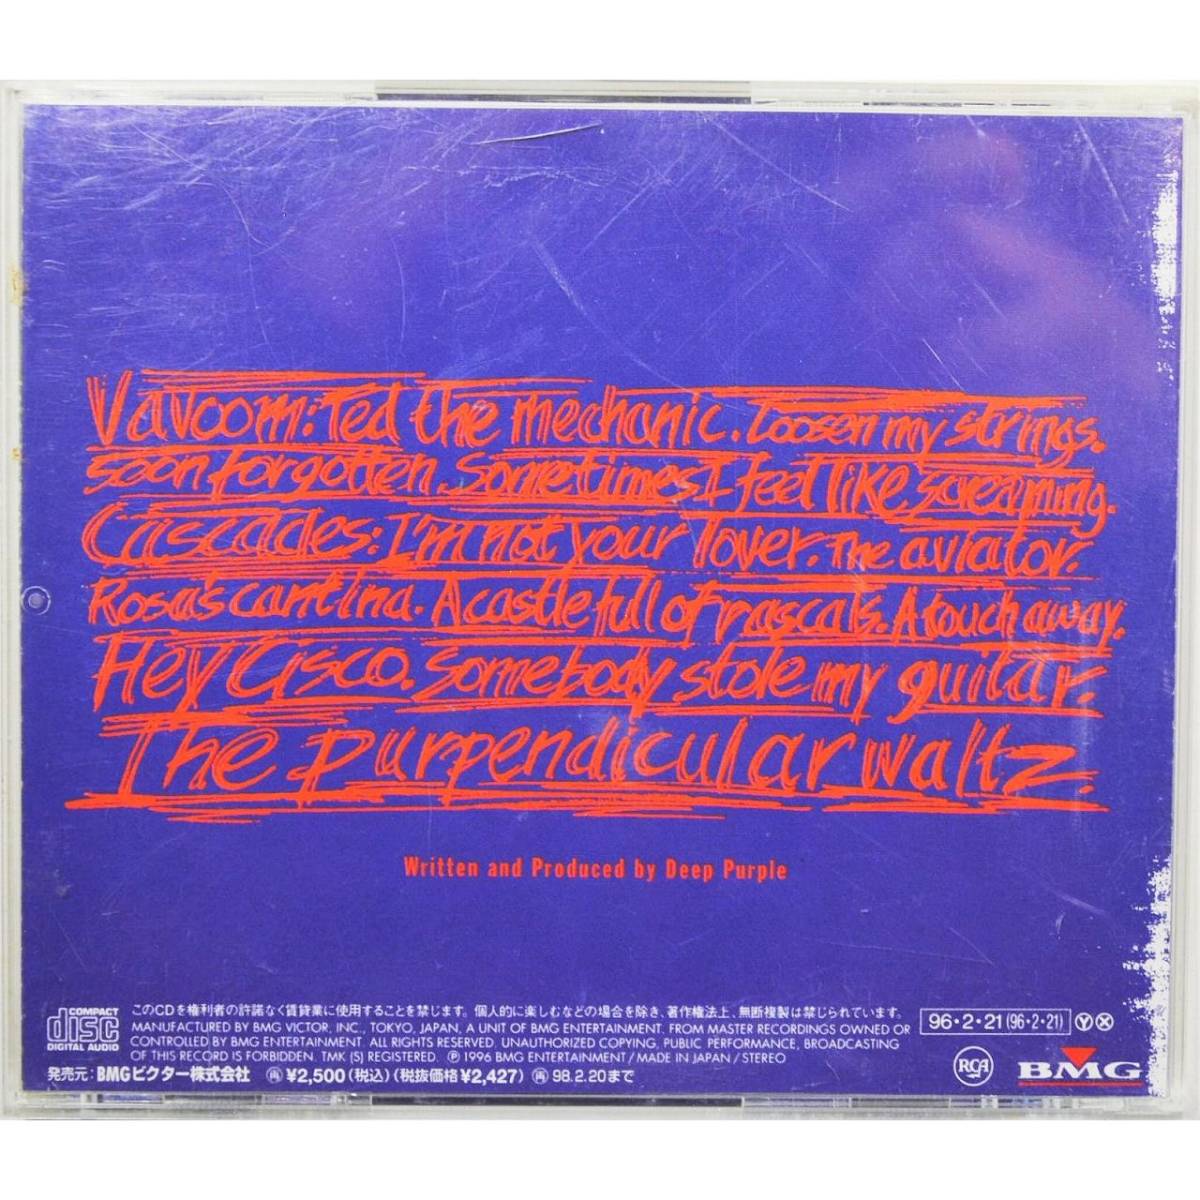 Vavoom: Ted the mechanic. Loosen my strings.
Soon forgotten. Sometimes I feel like screaming.
Cascades: I'm not your lover. The aviator.
Rosa's cantina. A castle full of rascals. A touch away.
Hey Cisco. Somebody stole my guitar.
The purpendicular waltz.
Written and Produced by Deep Purple
COMPACT
disc
DIGITAL AUDIO
このCDを権利者の許諾なく賃貸業に使用することを禁じます。個人的に楽しむなどの場合を除き、著作権法上、無断複製は禁じられています。
MANUFACTURED BY BMG VICTOR, INC., TOKYO, JAPAN, A UNIT OF BMG ENTERTAINMENT. FROM MASTER RECORDINGS OWNED OR
CONTROLLED BY BMG ENTERTAINMENT. ALL RIGHTS RESERVED. UNAUTHORIZED COPYING, PUBLIC PERFORMANCE, BROADCASTING
OF THIS RECORD IS FORBIDDEN. TMK (S) REGISTERED. ℗ 1996 BMG ENTERTAINMENT/MADE IN JAPAN/STEREO
発売元:BMGビクター株式会社 ㊒¥2,500(税込)(税抜価格¥2,427) ㊒98.2.20まで
96・2・21(96・2・21) Ⓨⓧ
RCA
BMG